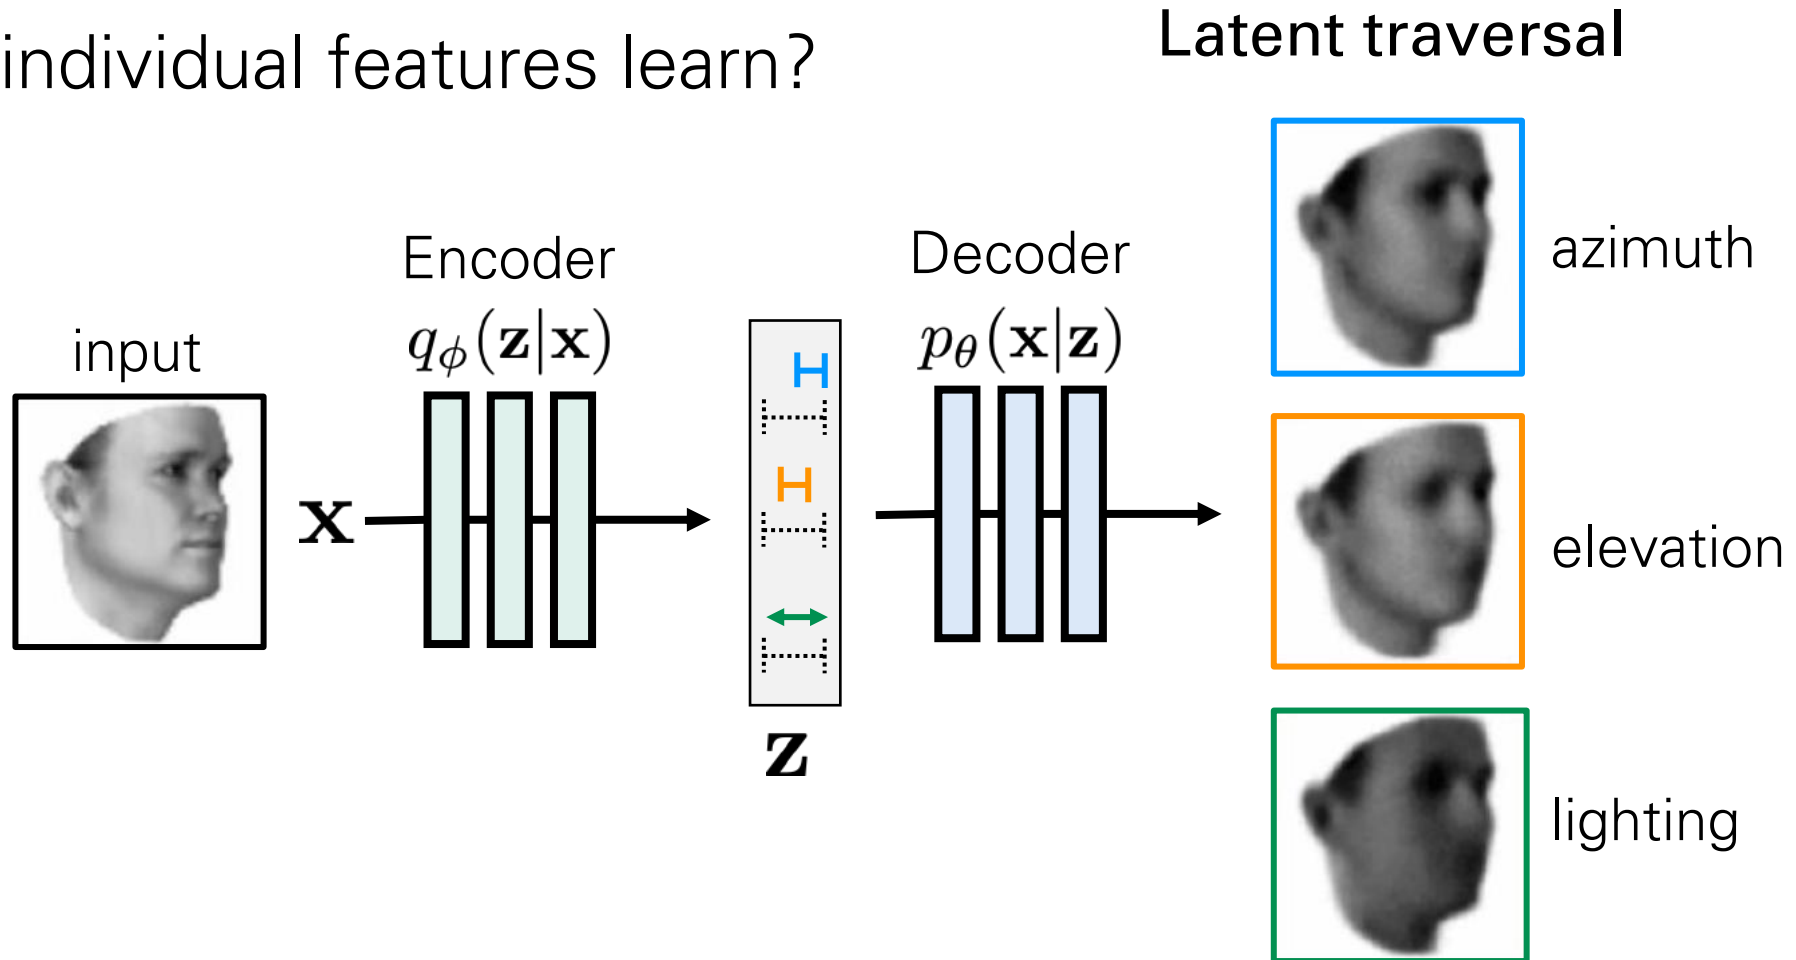 individual features learn?
Latent traversal
input
x
Encoder
qϕ(z|x)
z
Decoder
pθ(x|z)
azimuth
elevation
lighting